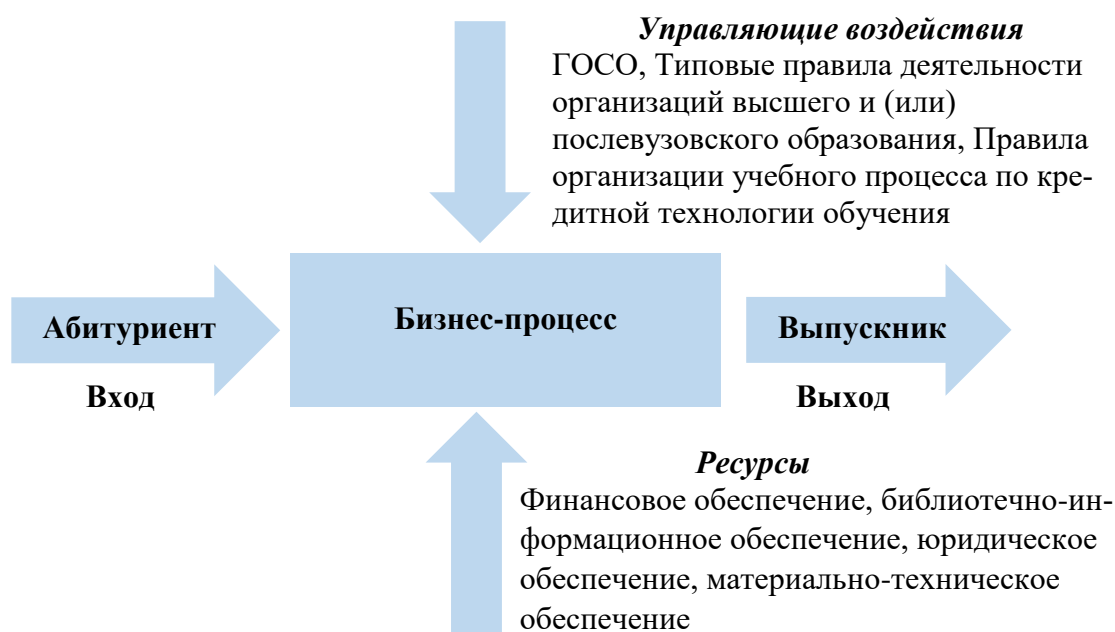 Управляющие воздействия
ГОСО, Типовые правила деятельности
организаций высшего и (или)
послевузовского образования, Правила
организации учебного процесса по кре-
дитной технологии обучения
Абитуриент
Бизнес-процесс
Выпускник
Вход
Выход
Ресурсы
Финансовое обеспечение, библиотечно-ин-
формационное обеспечение, юридическое
обеспечение, материально-техническое
обеспечение